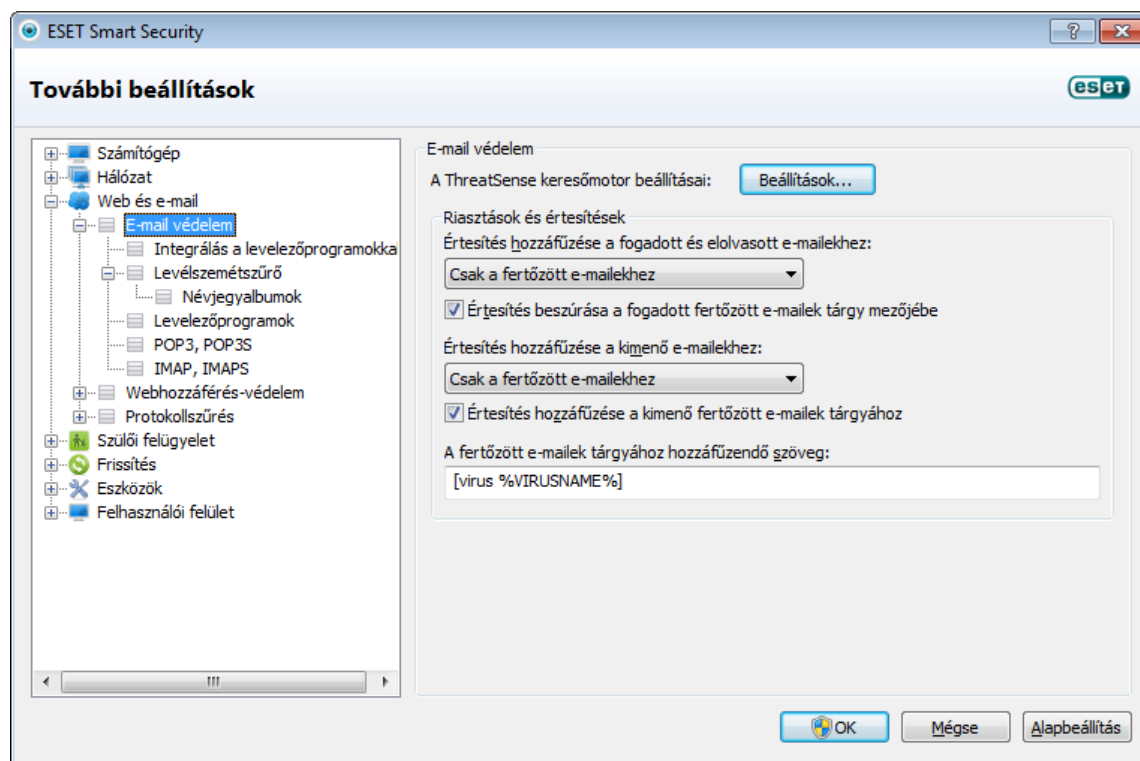 ESET Smart Security
További beállítások
eset
Számítógép
Hálózat
Web és e-mail
E-mail védelem
Integrálás a levelezőprogramokka
Levélszemétszűrő
Névjegyalbumok
Levelezőprogramok
POP3, POP3S
IMAP, IMAPS
Webhozzáférés-védelem
Protokollszűrés
Szülői felügyelet
Frissítés
Eszközök
Felhasználói felület
E-mail védelem
A ThreatSense keresőmotor beállításai:
Beállítások...
Riasztások és értesítések
Értesítés hozzáfűzése a fogadott és elolvasott e-mailekhez:
Csak a fertőzött e-mailekhez
Értesítés beszúrása a fogadott fertőzött e-mailek tárgy mezőjébe
Értesítés hozzáfűzése a kimenő e-mailekhez:
Csak a fertőzött e-mailekhez
Értesítés hozzáfűzése a kimenő fertőzött e-mailek tárgyához
A fertőzött e-mailek tárgyához hozzáfűzendő szöveg:
[virus %VIRUSNAME%]
OK
Mégse
Alapbeállítás